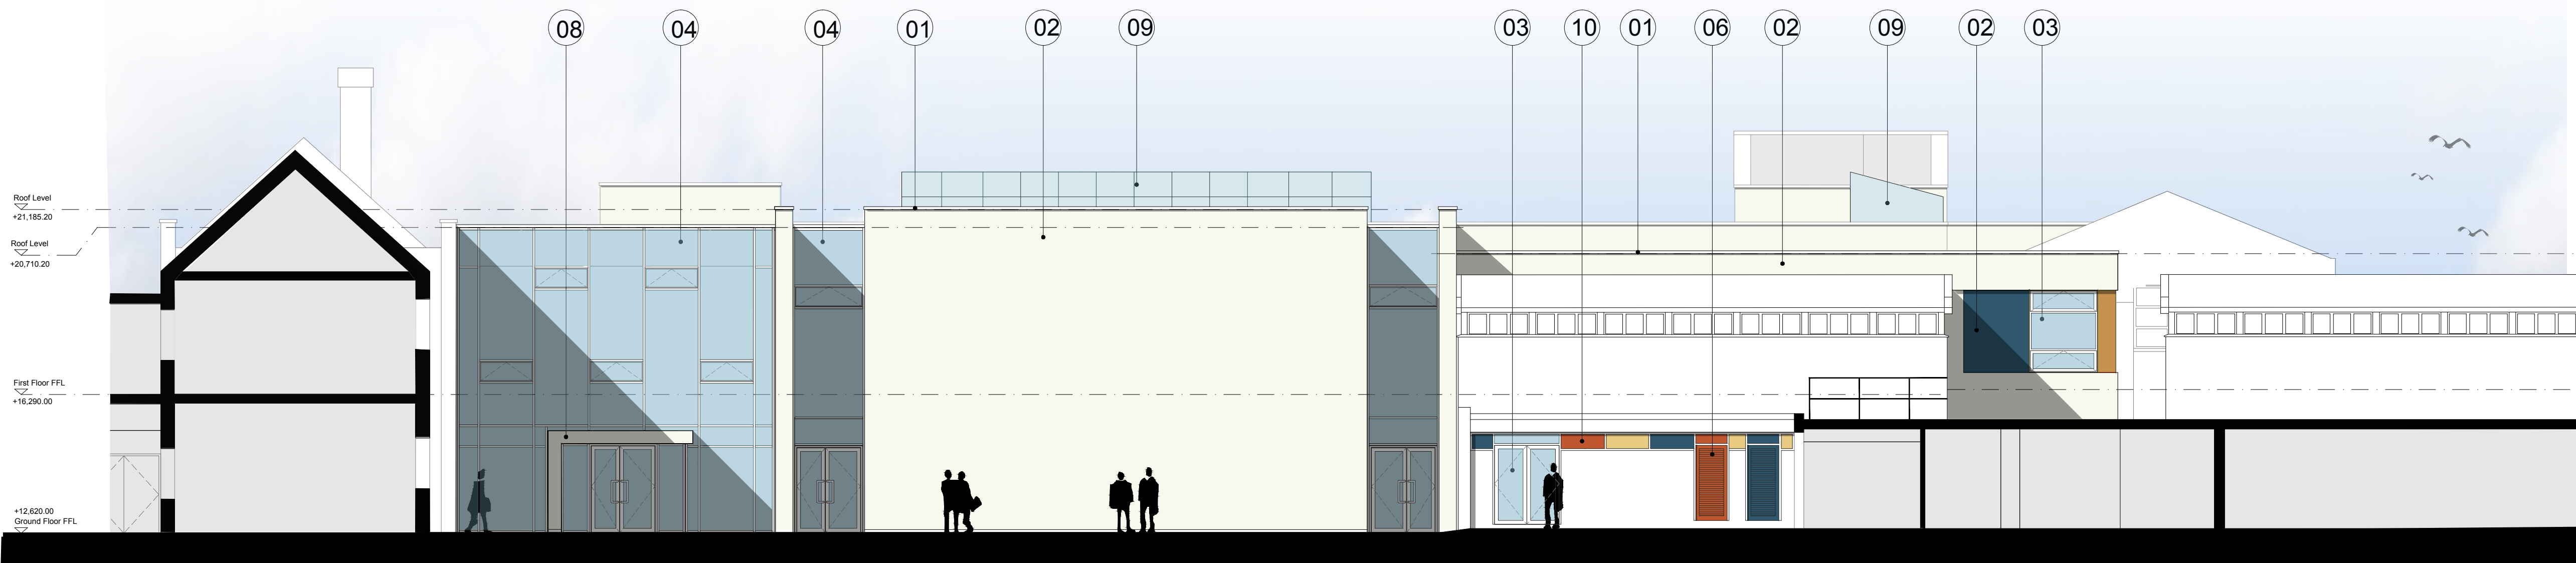 08 04 04 01 02 09 03 10 01 06 02 09 02 03
Roof Level
+21,185.20
Roof Level
+20,710.20
First Floor FFL
+16,290.00
+12,620.00
Ground Floor FFL